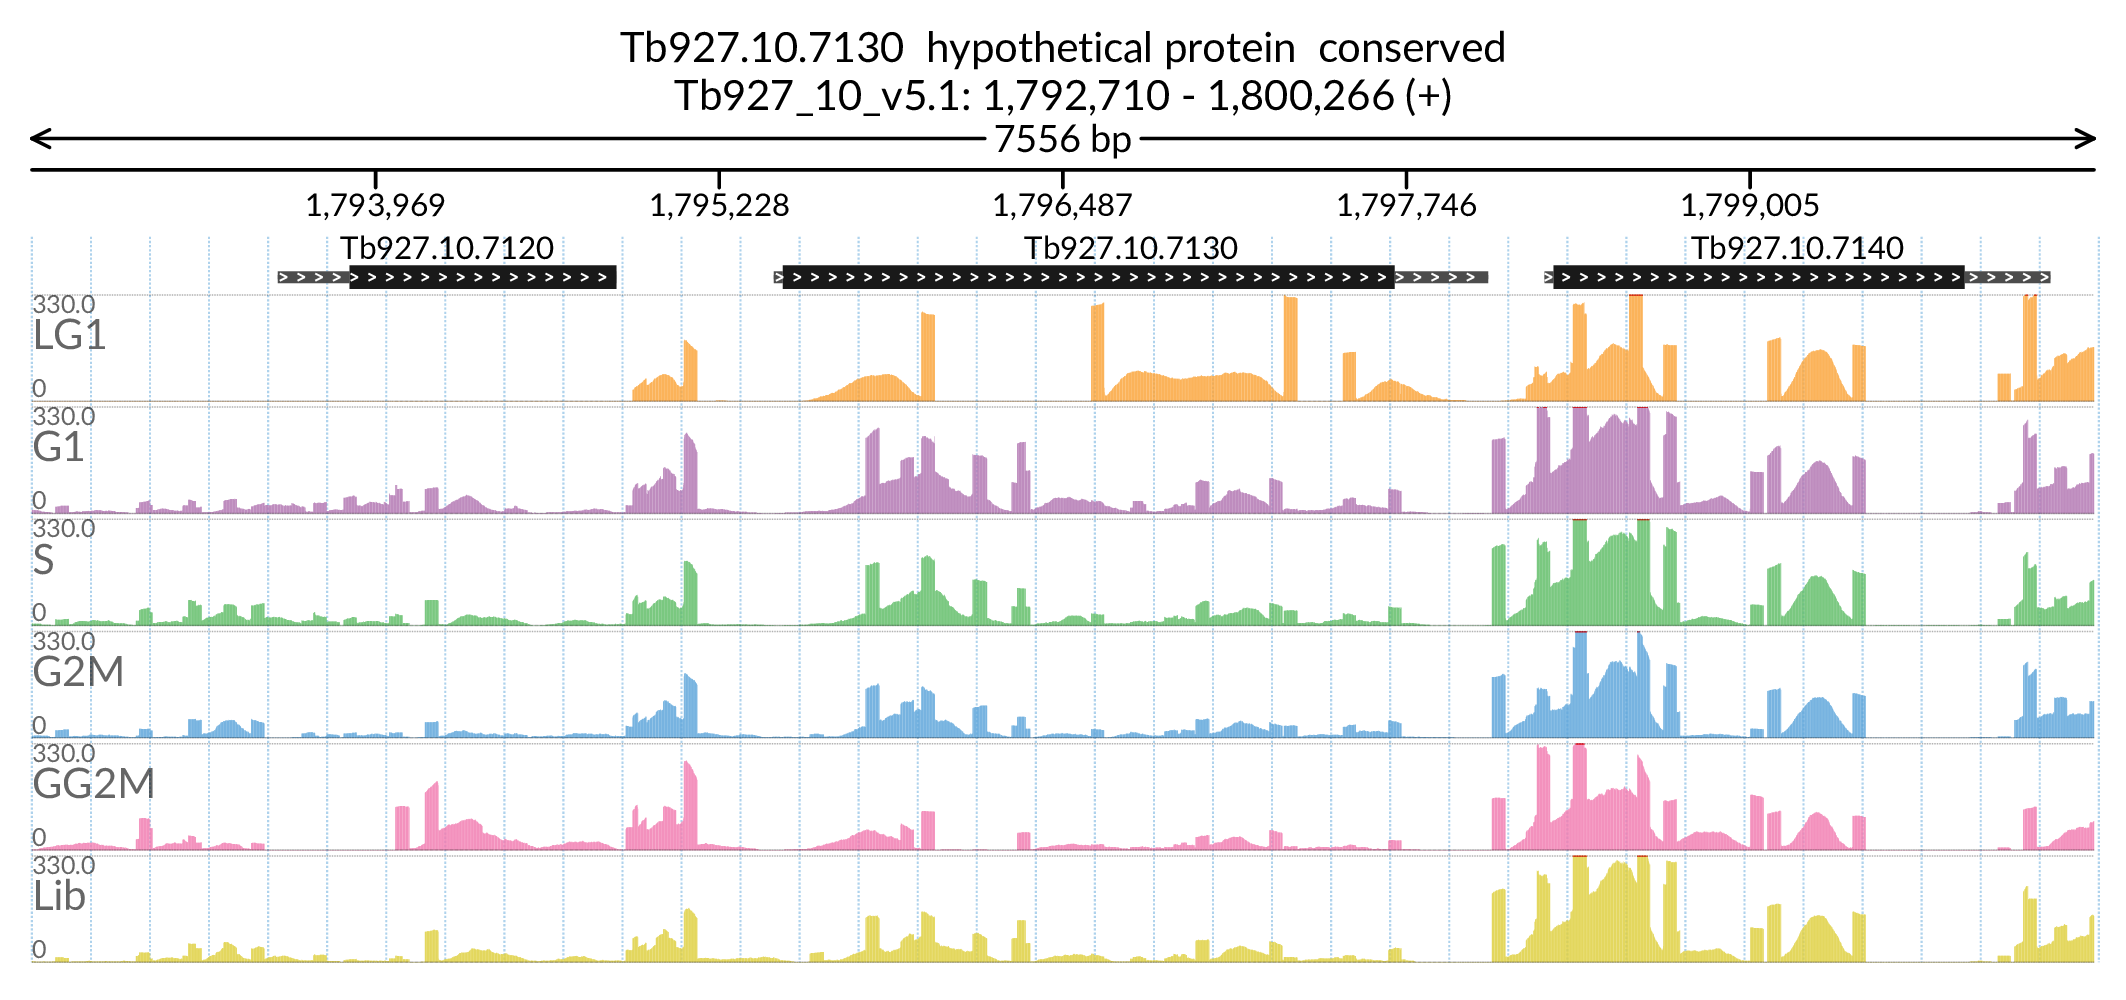 Tb927.10.7130 hypothetical protein conserved
Tb927_10_v5.1: 1,792,710 - 1,800,266 (+)
7556 bp
1,793,969 1,795,228 1,796,487 1,797,746 1,799,005
Tb927.10.7120 Tb927.10.7130 Tb927.10.7140
330.0
LG1
0
330.0
G1
0
330.0
S
0
330.0
G2M
0
330.0
GG2M
0
330.0
Lib
0